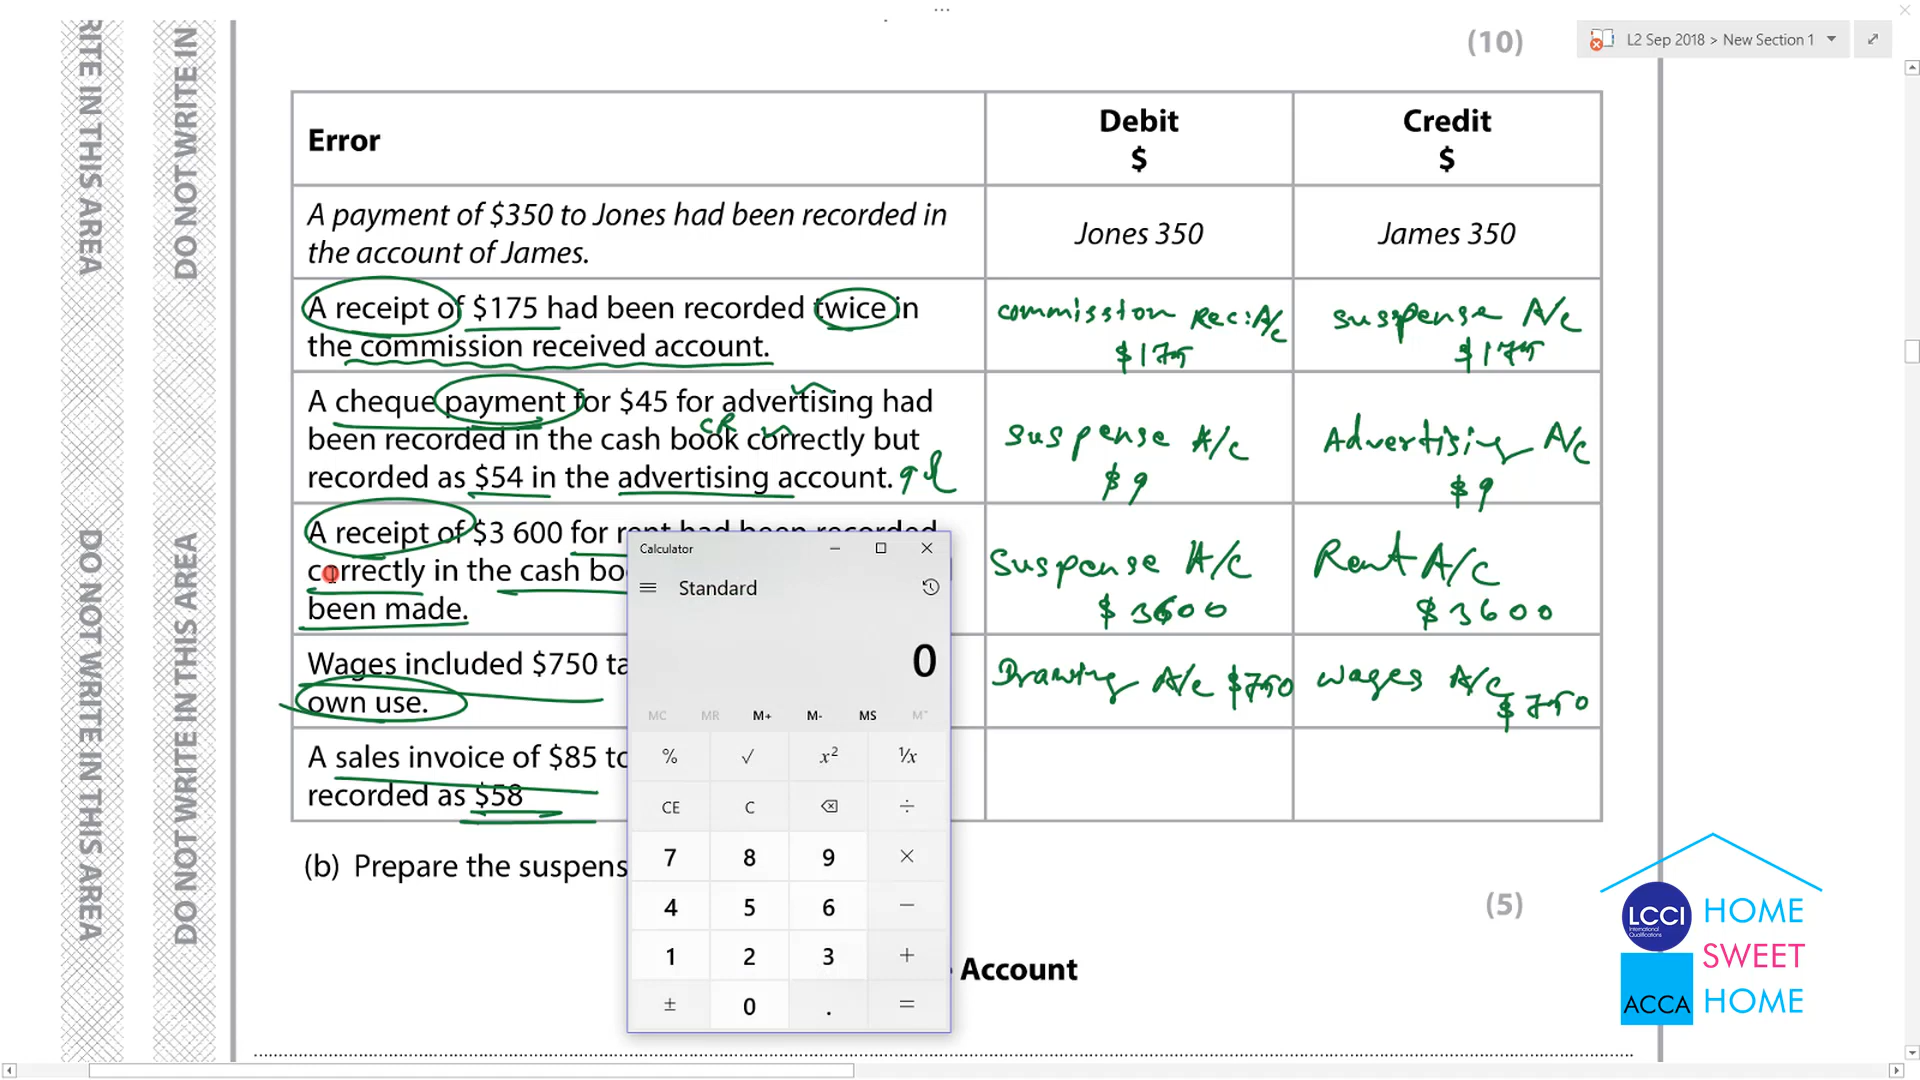 ...
(10)
L2 Sep 2018 > New Section 1
RITE IN THIS AREA
DO NOT WRITE IN
DO NOT WRITE IN THIS AREA
DO NOT WRITE IN THIS AREA
Error
Debit
$
Credit
$
A payment of $350 to Jones had been recorded in
the account of James.
Jones 350
James 350
A receipt of $175 had been recorded twice in
the commission received account.
commission Rec: A/c
$175
suspense A/c
$175
A cheque payment for $45 for advertising had
CR
been recorded in the cash book correctly but
recorded as $54 in the advertising account.
suspense A/c
$9
Advertising A/c
$9
A receipt of $3 600 for rent had been recorded
correctly in the cash bo
been made.
Suspense A/c
$3600
Rent A/c
$3600
Wages included $750 ta
own use.
Drawing A/c $750
Wages A/c
$750
A sales invoice of $85 to
recorded as $58
(b) Prepare the suspens
(5)
Account
Calculator
Standard
0
MC MR M+ M- MS M˅
% √ x² ¹/x
CE C ÷
7 8 9 ×
4 5 6 −
1 2 3 +
± 0 . =
LCCI
International
Qualifications
ACCA
HOME
SWEET
HOME